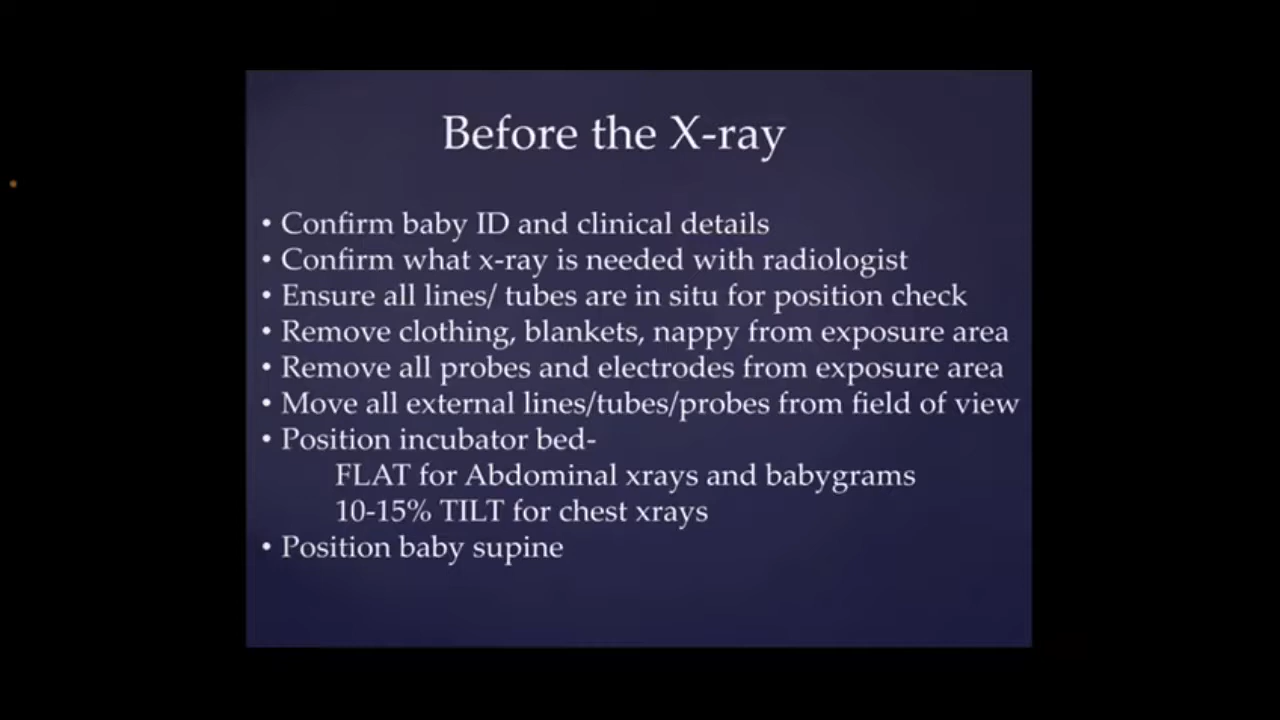 Before the X-ray
• Confirm baby ID and clinical details
• Confirm what x-ray is needed with radiologist
• Ensure all lines/ tubes are in situ for position check
• Remove clothing, blankets, nappy from exposure area
• Remove all probes and electrodes from exposure area
• Move all external lines/tubes/probes from field of view
• Position incubator bed-
FLAT for Abdominal xrays and babygrams
10-15% TILT for chest xrays
• Position baby supine